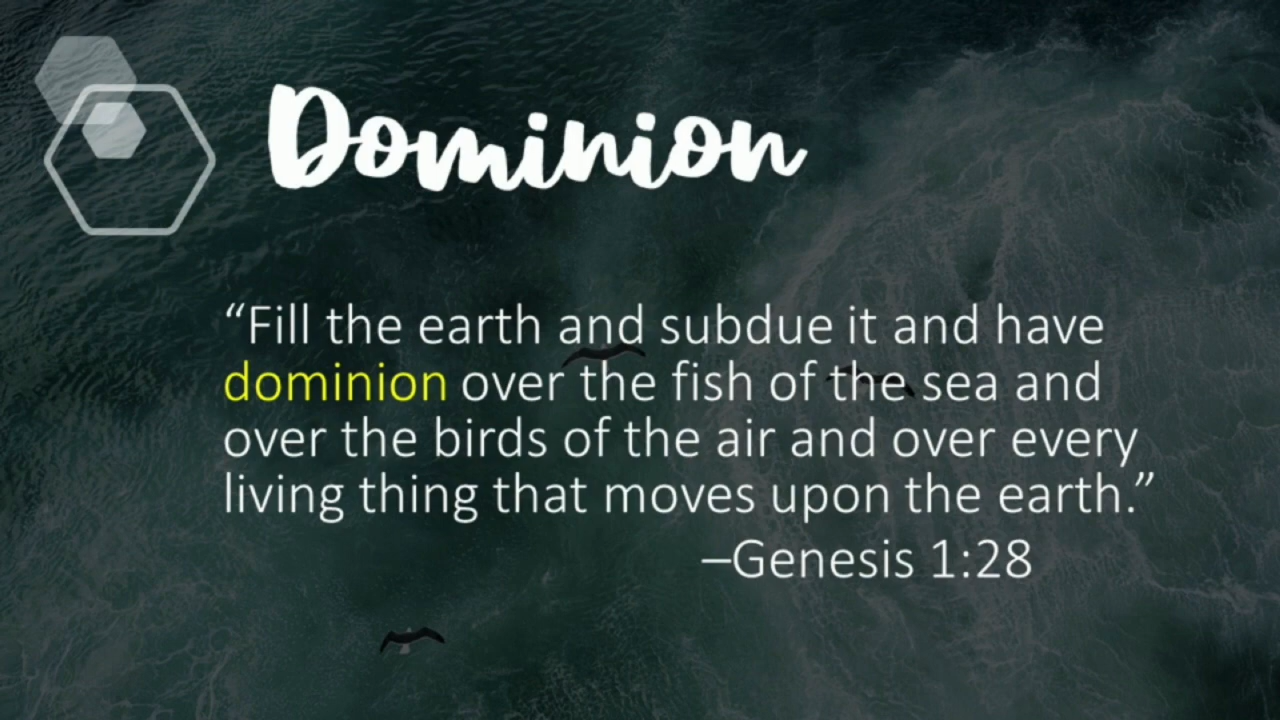 Dominion
“Fill the earth and subdue it and have
dominion over the fish of the sea and
over the birds of the air and over every
living thing that moves upon the earth.”
–Genesis 1:28